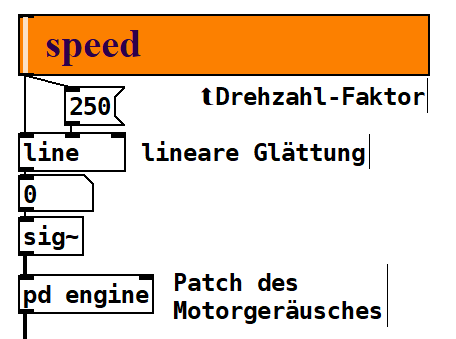 speed
250
⬆Drehzahl-Faktor
line
lineare Glättung
0
sig~
pd engine
Patch des
Motorgeräusches